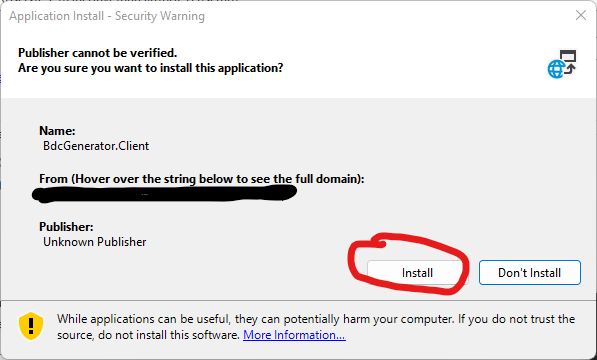 Application Install - Security Warning
Publisher cannot be verified.
Are you sure you want to install this application?
Name:
BdcGenerator.Client
From (Hover over the string below to see the full domain):
Publisher:
Unknown Publisher
Install
Don't Install
While applications can be useful, they can potentially harm your computer. If you do not trust the
source, do not install this software. More Information...